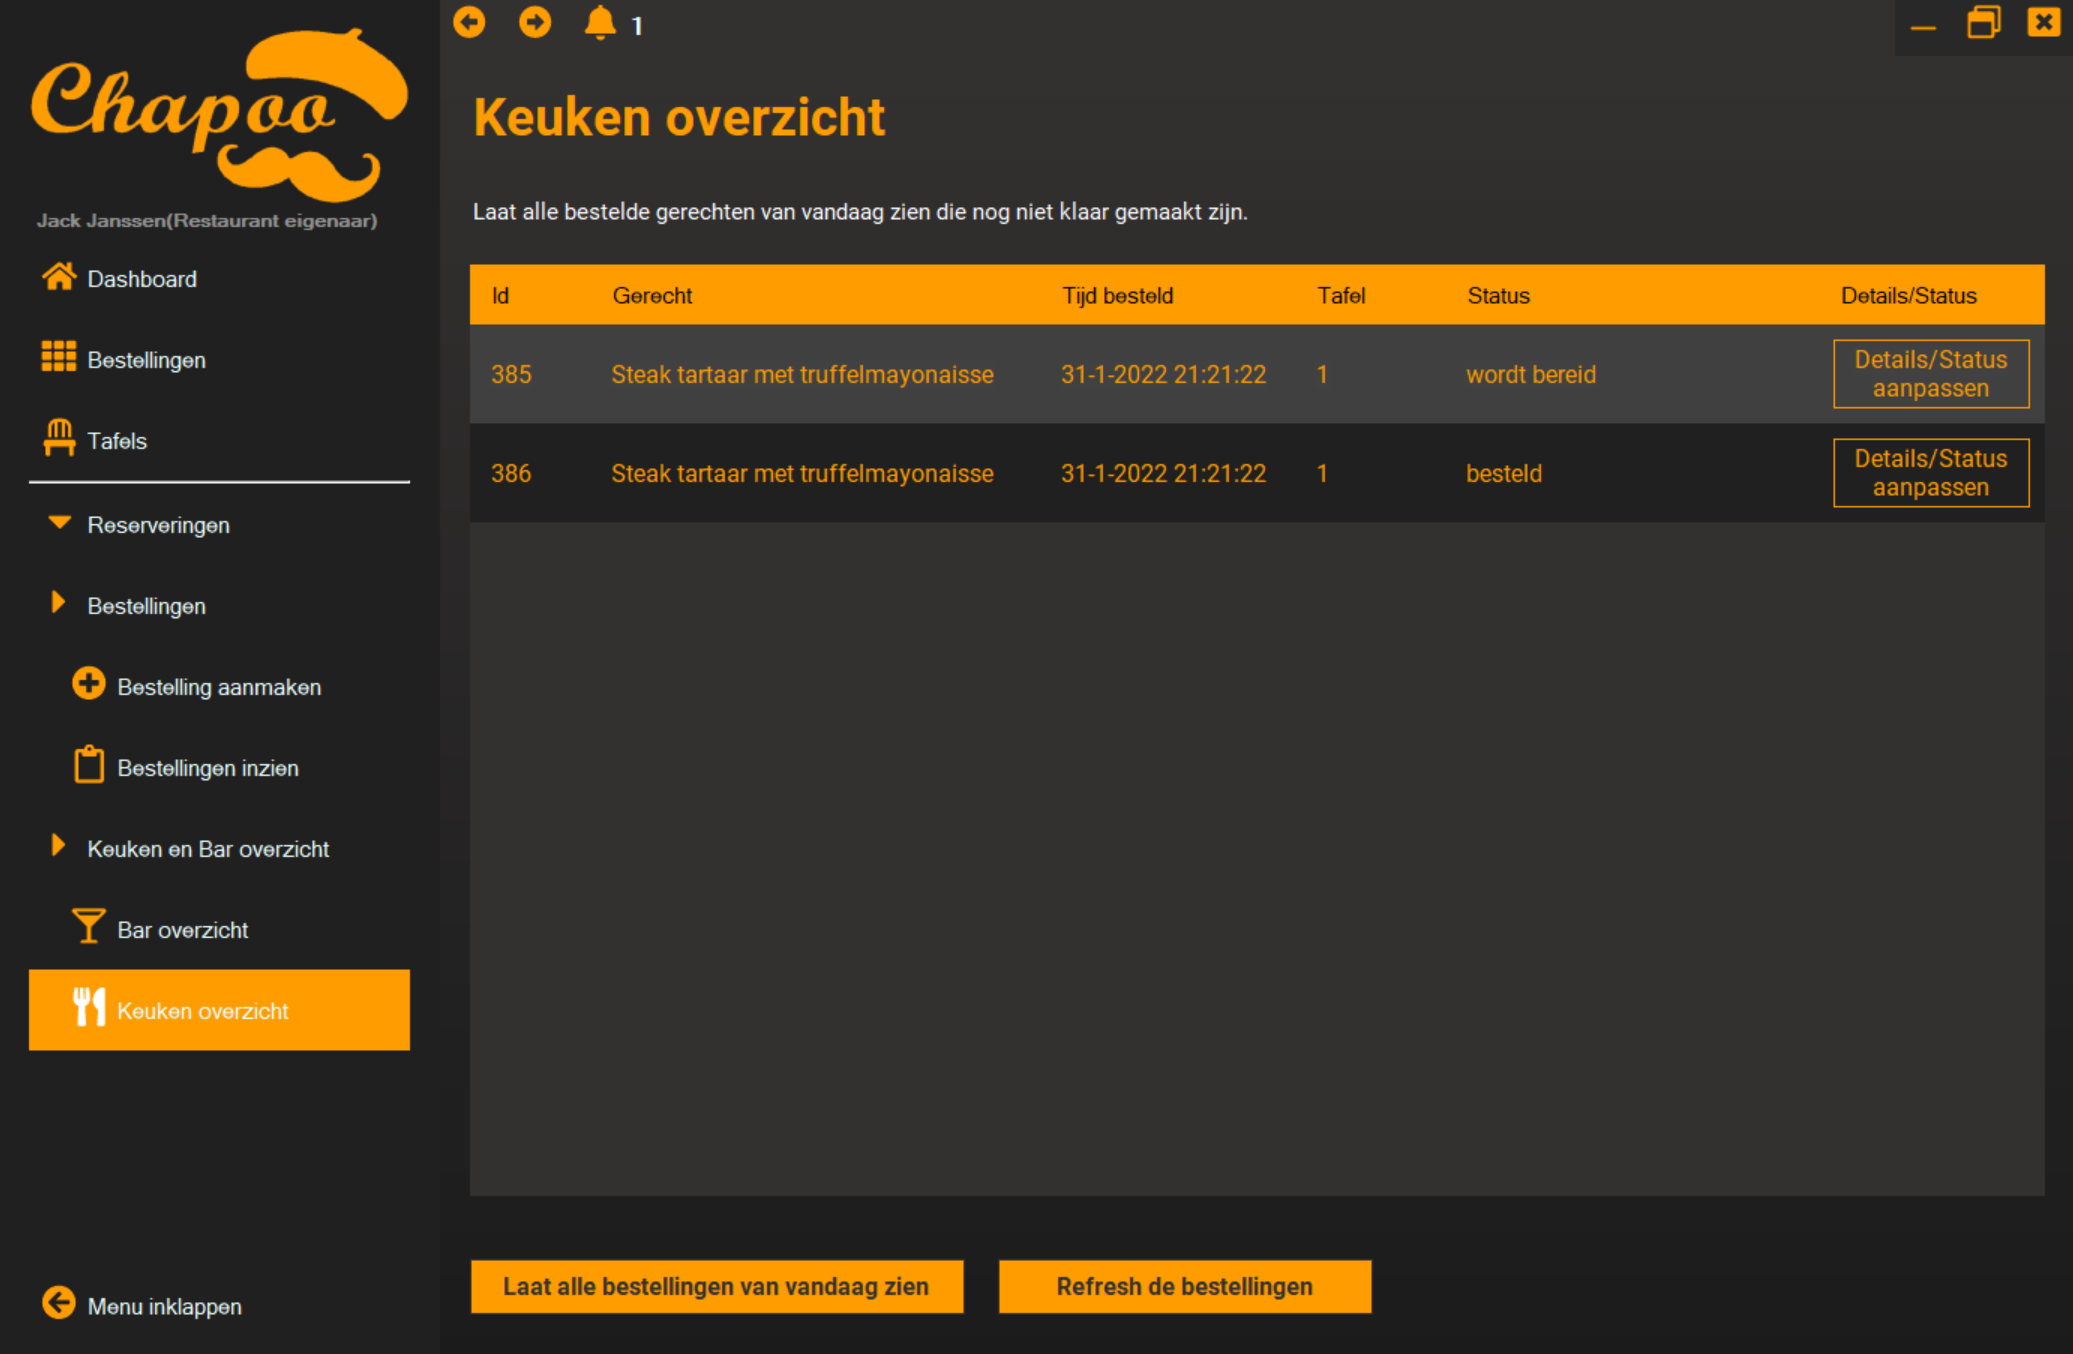 Chapoo
Jack Janssen(Restaurant eigenaar)
Dashboard
Bestellingen
Tafels
Reserveringen
Bestellingen
Bestelling aanmaken
Bestellingen inzien
Keuken en Bar overzicht
Bar overzicht
Keuken overzicht
Menu inklappen
1
Keuken overzicht
Laat alle bestelde gerechten van vandaag zien die nog niet klaar gemaakt zijn.
Id Gerecht Tijd besteld Tafel Status Details/Status
385 Steak tartaar met truffelmayonaisse 31-1-2022 21:21:22 1 wordt bereid Details/Status
aanpassen
386 Steak tartaar met truffelmayonaisse 31-1-2022 21:21:22 1 besteld Details/Status
aanpassen
Laat alle bestellingen van vandaag zien Refresh de bestellingen